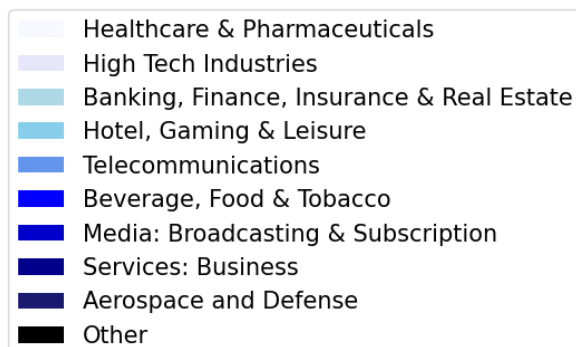 Healthcare & Pharmaceuticals
High Tech Industries
Banking, Finance, Insurance & Real Estate
Hotel, Gaming & Leisure
Telecommunications
Beverage, Food & Tobacco
Media: Broadcasting & Subscription
Services: Business
Aerospace and Defense
Other